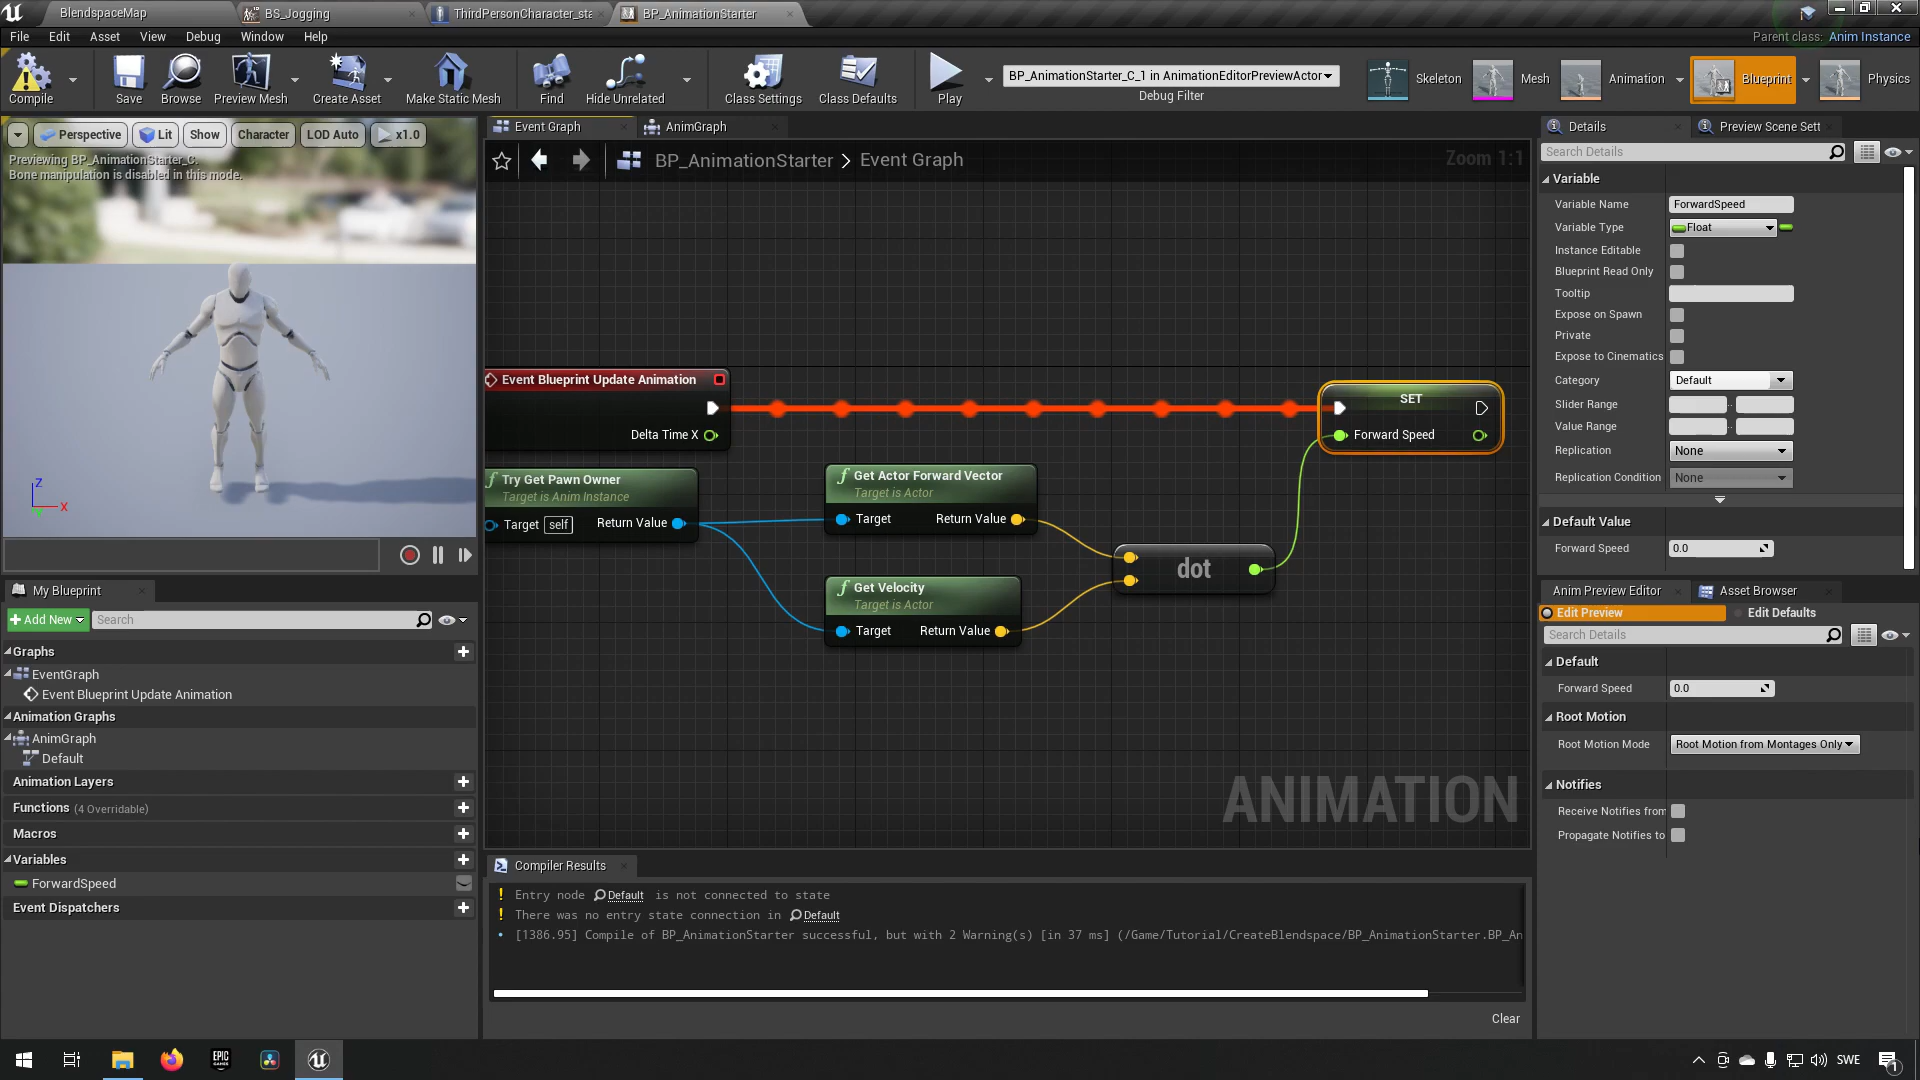 BlendspaceMap
BS_Jogging
ThirdPersonCharacter_sta
BP_AnimationStarter
File
Edit
Asset
View
Debug
Window
Help
Parent class: Anim Instance
Compile
Save
Browse
Preview Mesh
Create Asset
Make Static Mesh
Find
Hide Unrelated
Class Settings
Class Defaults
Play
BP_AnimationStarter_C_1 in AnimationEditorPreviewActor
Debug Filter
Skeleton
Mesh
Animation
Blueprint
Physics
Perspective
Lit
Show
Character
LOD Auto
x1.0
Previewing BP_AnimationStarter_C.
Bone manipulation is disabled in this mode.
Z
X
Event Graph
AnimGraph
BP_AnimationStarter > Event Graph
Zoom 1:1
Event Blueprint Update Animation
Delta Time X
Try Get Pawn Owner
Target is Anim Instance
Target self Return Value
Get Actor Forward Vector
Target is Actor
Target Return Value
Get Velocity
Target is Actor
Target Return Value
dot
SET
Forward Speed
ANIMATION
My Blueprint
Add New
Search
Graphs
EventGraph
Event Blueprint Update Animation
Animation Graphs
AnimGraph
Default
Animation Layers
Functions (4 Overridable)
Macros
Variables
ForwardSpeed
Event Dispatchers
Compiler Results
! Entry node Default is not connected to state
! There was no entry state connection in Default
• [1386.95] Compile of BP_AnimationStarter successful, but with 2 Warning(s) [in 37 ms] (/Game/Tutorial/CreateBlendspace/BP_AnimationStarter.BP_An
Clear
Details
Preview Scene Sett
Search Details
Variable
Variable Name ForwardSpeed
Variable Type Float
Instance Editable
Blueprint Read Only
Tooltip
Expose on Spawn
Private
Expose to Cinematics
Category Default
Slider Range
Value Range
Replication None
Replication Condition None
Default Value
Forward Speed 0.0
Anim Preview Editor
Asset Browser
Edit Preview
Edit Defaults
Search Details
Default
Forward Speed 0.0
Root Motion
Root Motion Mode Root Motion from Montages Only
Notifies
Receive Notifies from
Propagate Notifies to
EPIC
GAMES
SWE
1